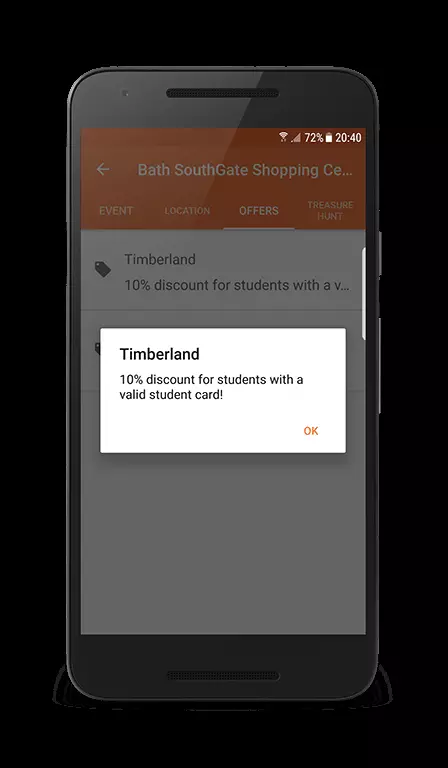 72% 20:40
Bath SouthGate Shopping Ce...
EVENT LOCATION OFFERS TREASURE
HUNT
Timberland
10% discount for students with a v...
Timberland
10% discount for students with a
valid student card!
OK